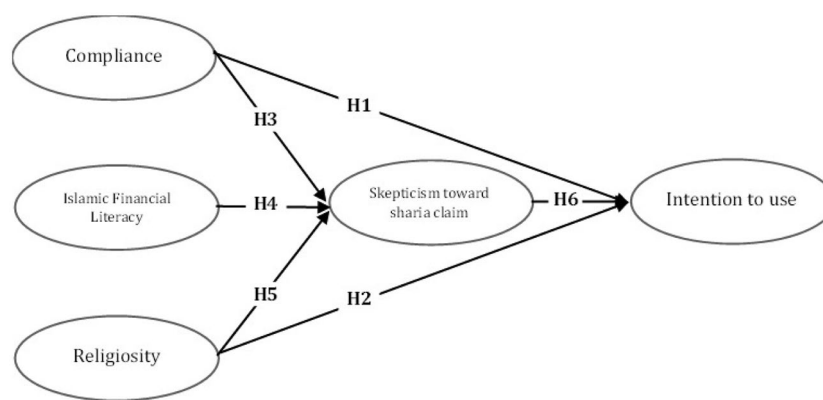 Compliance
H1
H3
Islamic Financial
Literacy
H4
Skepticism toward
sharia claim
H6
Intention to use
H5
H2
Religiosity